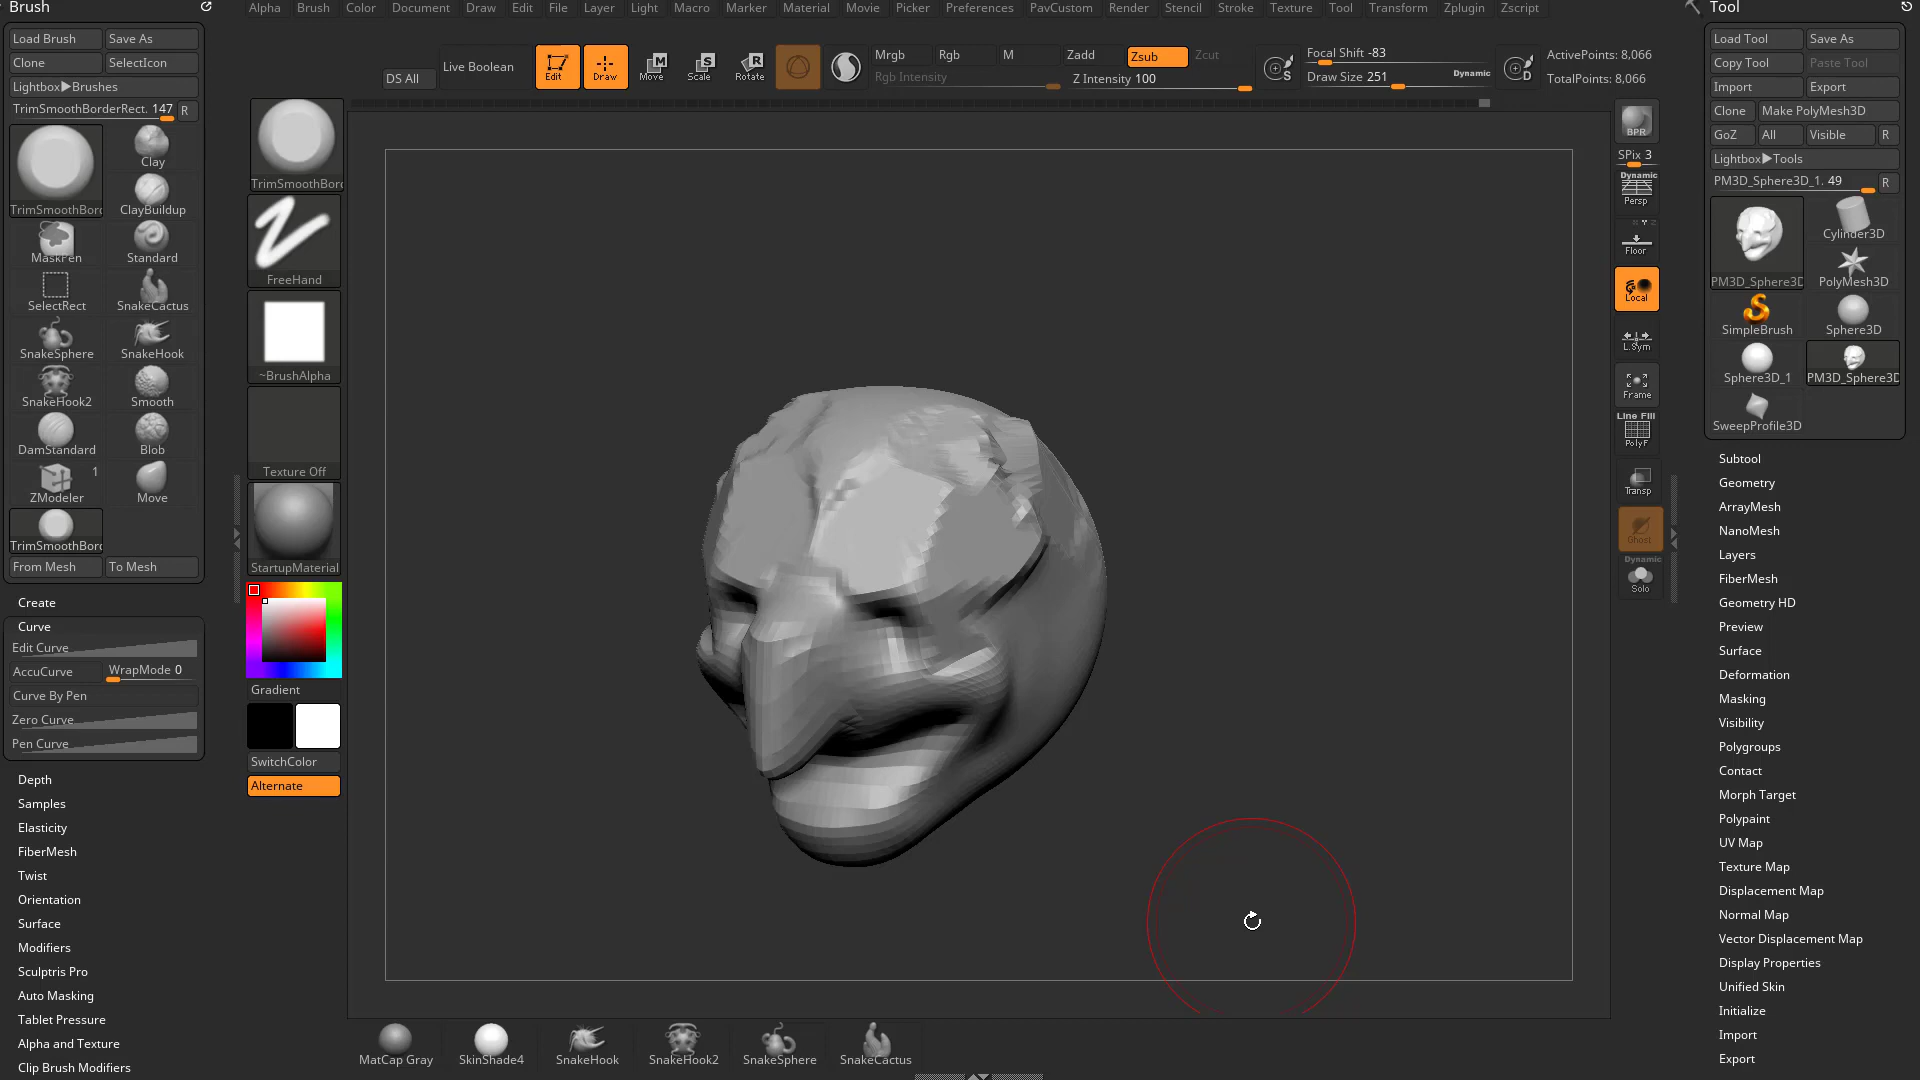 Brush
Alpha Brush Color Document Draw Edit File Layer Light Macro Marker Material Movie Picker Preferences PavCustom Render Stencil Stroke Texture Tool Transform Zplugin Zscript
Tool
Load Brush Save As
Clone SelectIcon
Lightbox▶Brushes
TrimSmoothBorderRect. 147 R
TrimSmoothBord
Clay
ClayBuildup
MaskPen Standard
SelectRect SnakeCactus
SnakeSphere SnakeHook
SnakeHook2 Smooth
DamStandard Blob
1
ZModeler Move
TrimSmoothBord
From Mesh To Mesh
Create
Curve
Edit Curve
AccuCurve WrapMode 0
Curve By Pen
Zero Curve
Pen Curve
Depth
Samples
Elasticity
FiberMesh
Twist
Orientation
Surface
Modifiers
Sculptris Pro
Auto Masking
Tablet Pressure
Alpha and Texture
Clip Brush Modifiers
DS All
Live Boolean
Edit
Draw
Move
Scale
Rotate
Mrgb Rgb M
Rgb Intensity
Zadd Zsub Zcut
Z Intensity 100
S
Focal Shift -83
Draw Size 251 Dynamic
D
ActivePoints: 8,066
TotalPoints: 8,066
TrimSmoothBord
FreeHand
~BrushAlpha
Texture Off
StartupMaterial
Gradient
SwitchColor
Alternate
BPR
SPix 3
Dynamic
Persp
Floor
Local
L.Sym
Frame
Line Fill
PolyF
Transp
Ghost
Dynamic
Solo
MatCap Gray SkinShade4 SnakeHook SnakeHook2 SnakeSphere SnakeCactus
Load Tool Save As
Copy Tool Paste Tool
Import Export
Clone Make PolyMesh3D
GoZ All Visible R
Lightbox▶Tools
PM3D_Sphere3D_1. 49 R
PM3D_Sphere3D
Cylinder3D
PolyMesh3D
SimpleBrush Sphere3D
Sphere3D_1 PM3D_Sphere3D
SweepProfile3D
Subtool
Geometry
ArrayMesh
NanoMesh
Layers
FiberMesh
Geometry HD
Preview
Surface
Deformation
Masking
Visibility
Polygroups
Contact
Morph Target
Polypaint
UV Map
Texture Map
Displacement Map
Normal Map
Vector Displacement Map
Display Properties
Unified Skin
Initialize
Import
Export